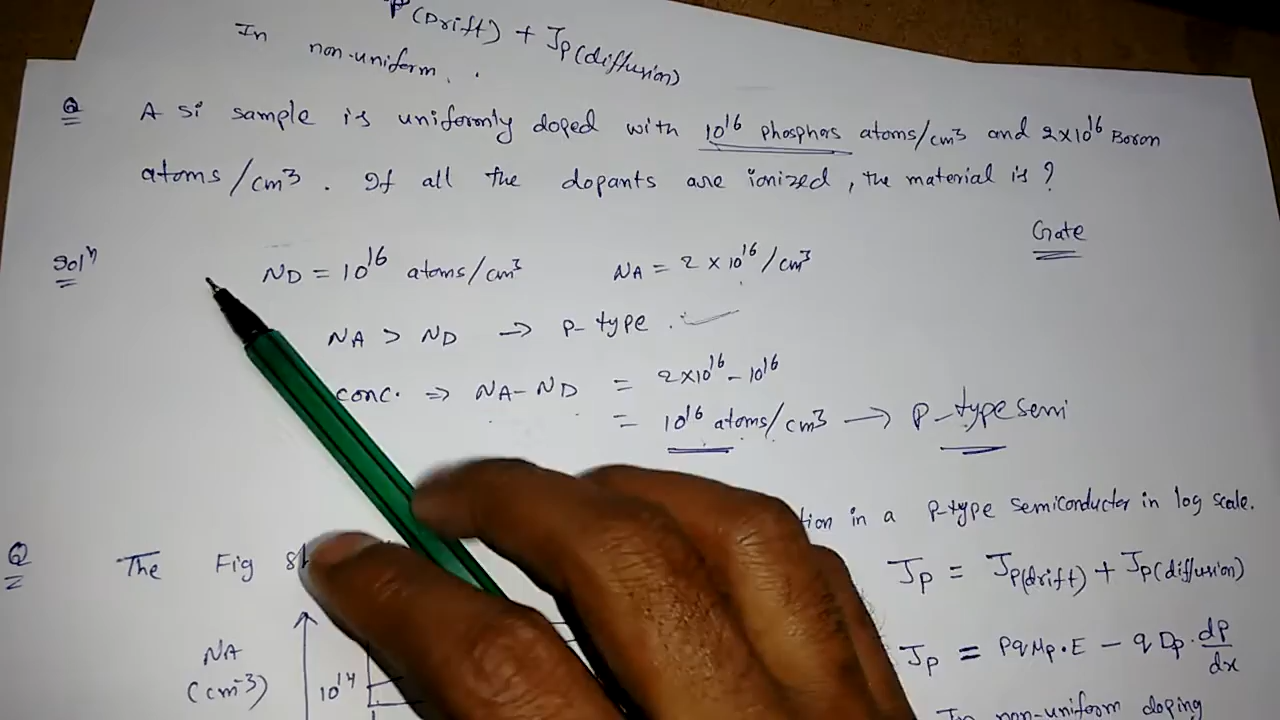 P(Drift) + Jp(diffusion)
In non-uniform.
Q A si sample is uniformly doped with 10^16 phosphors atoms/cm3 and 2x10^16 Boron
atoms/cm3. If all the dopants are ionized, the material is?
Gate
Solⁿ ND = 10^16 atoms/cm3 NA = 2 x 10^16/cm3
NA > ND → P-type.
conc. ⇒ NA-ND = 2x10^16 - 10^16
= 10^16 atoms/cm3 → P-type semi
tion in a P-type semiconductor in log scale.
Q The Fig
Jp = Jp(drift) + Jp(diffusion)
NA
(cm-3)
10^14
Jp = pqμp.E - qDp.dp/dx
In non-uniform doping